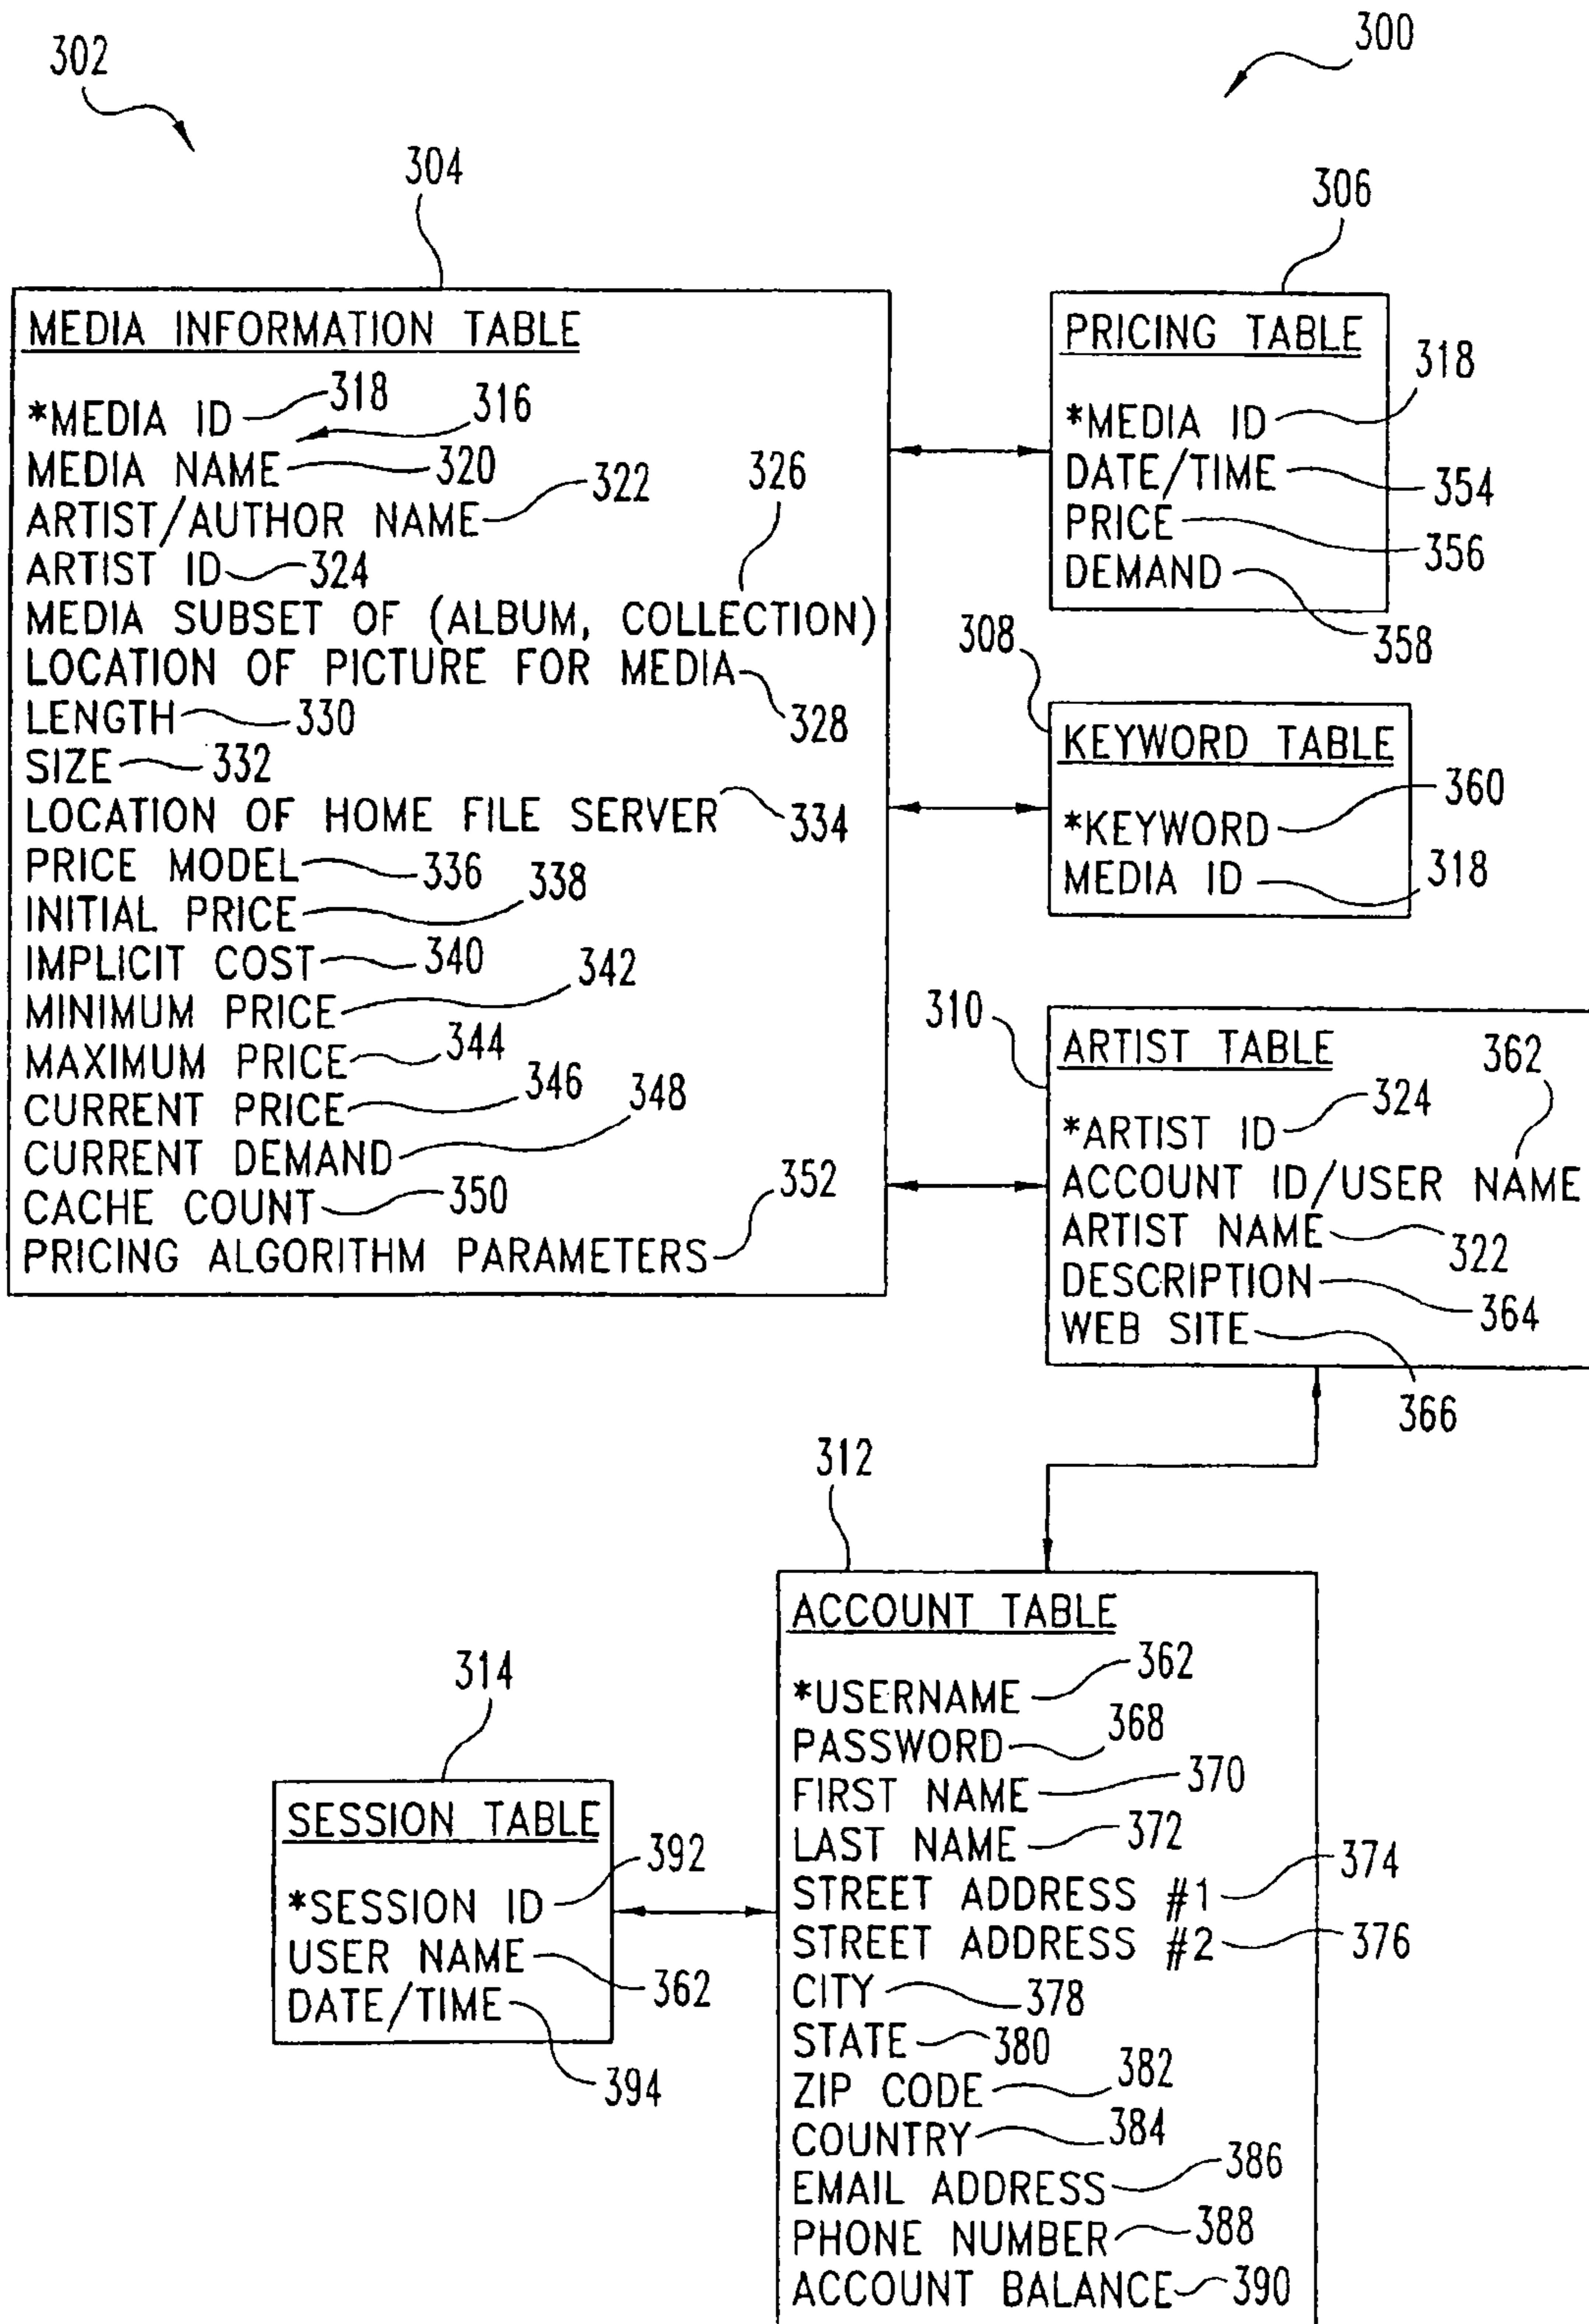 302
300
304
MEDIA INFORMATION TABLE
*MEDIA ID 318
316
MEDIA NAME 320
ARTIST/AUTHOR NAME 322
326
ARTIST ID 324
MEDIA SUBSET OF (ALBUM, COLLECTION)
LOCATION OF PICTURE FOR MEDIA 328
LENGTH 330
SIZE 332
LOCATION OF HOME FILE SERVER 334
PRICE MODEL 336
INITIAL PRICE 338
IMPLICIT COST 340
MINIMUM PRICE 342
MAXIMUM PRICE 344
CURRENT PRICE 346
CURRENT DEMAND 348
CACHE COUNT 350
PRICING ALGORITHM PARAMETERS 352
306
PRICING TABLE
*MEDIA ID 318
DATE/TIME 354
PRICE 356
DEMAND 358
308
KEYWORD TABLE
*KEYWORD 360
MEDIA ID 318
310
ARTIST TABLE
*ARTIST ID 324
362
ACCOUNT ID/USER NAME
ARTIST NAME 322
DESCRIPTION 364
WEB SITE 366
312
ACCOUNT TABLE
*USERNAME 362
PASSWORD 368
FIRST NAME 370
LAST NAME 372
STREET ADDRESS #1 374
STREET ADDRESS #2 376
CITY 378
STATE 380
ZIP CODE 382
COUNTRY 384
EMAIL ADDRESS 386
PHONE NUMBER 388
ACCOUNT BALANCE 390
314
SESSION TABLE
*SESSION ID 392
USER NAME 362
DATE/TIME 394